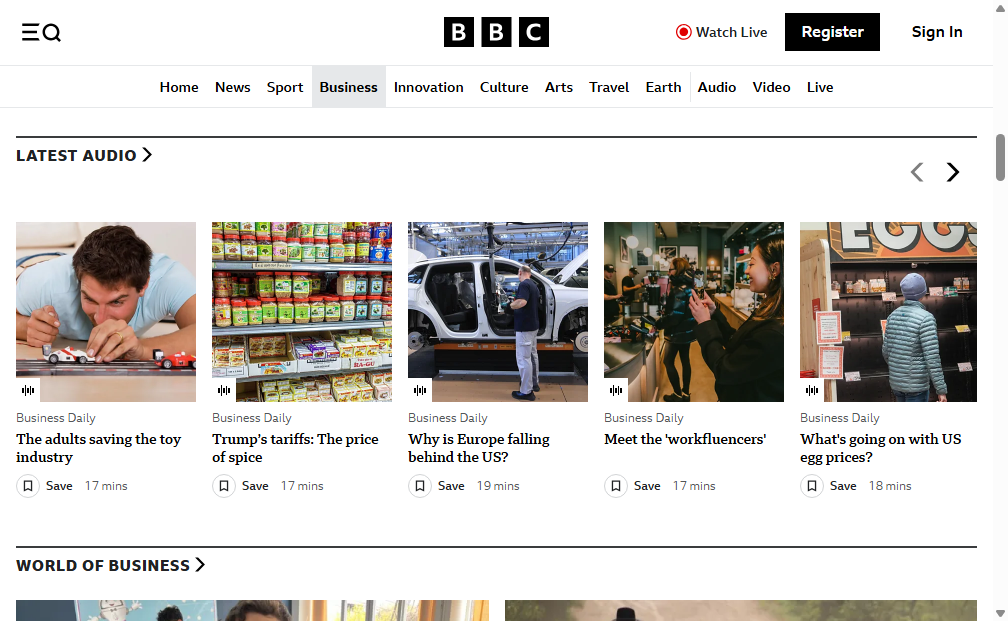 BBC
Watch Live
Register
Sign In
Home News Sport Business Innovation Culture Arts Travel Earth Audio Video Live
LATEST AUDIO
EGGS
Business Daily
The adults saving the toy
industry
Save 17 mins
Business Daily
Trump's tariffs: The price
of spice
Save 17 mins
Business Daily
Why is Europe falling
behind the US?
Save 19 mins
Business Daily
Meet the 'workfluencers'
Save 17 mins
Business Daily
What's going on with US
egg prices?
Save 18 mins
WORLD OF BUSINESS